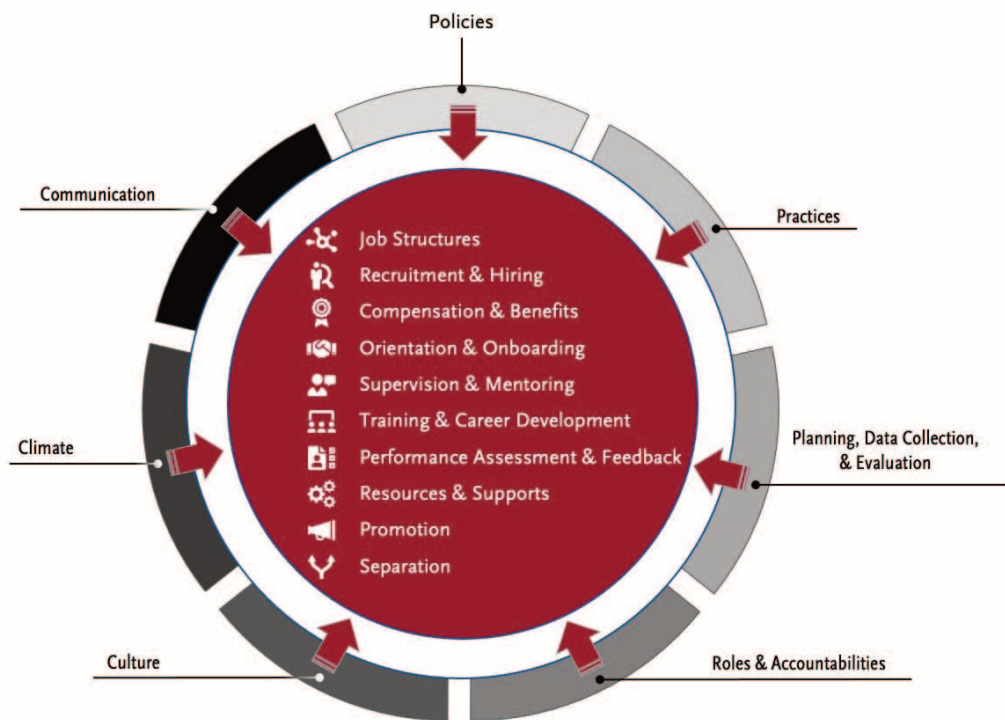 Policies
Communication
Practices
Job Structures
Recruitment & Hiring
Compensation & Benefits
Orientation & Onboarding
Supervision & Mentoring
Training & Career Development
Performance Assessment & Feedback
Resources & Supports
Promotion
Separation
Climate
Planning, Data Collection,
& Evaluation
Culture
Roles & Accountabilities